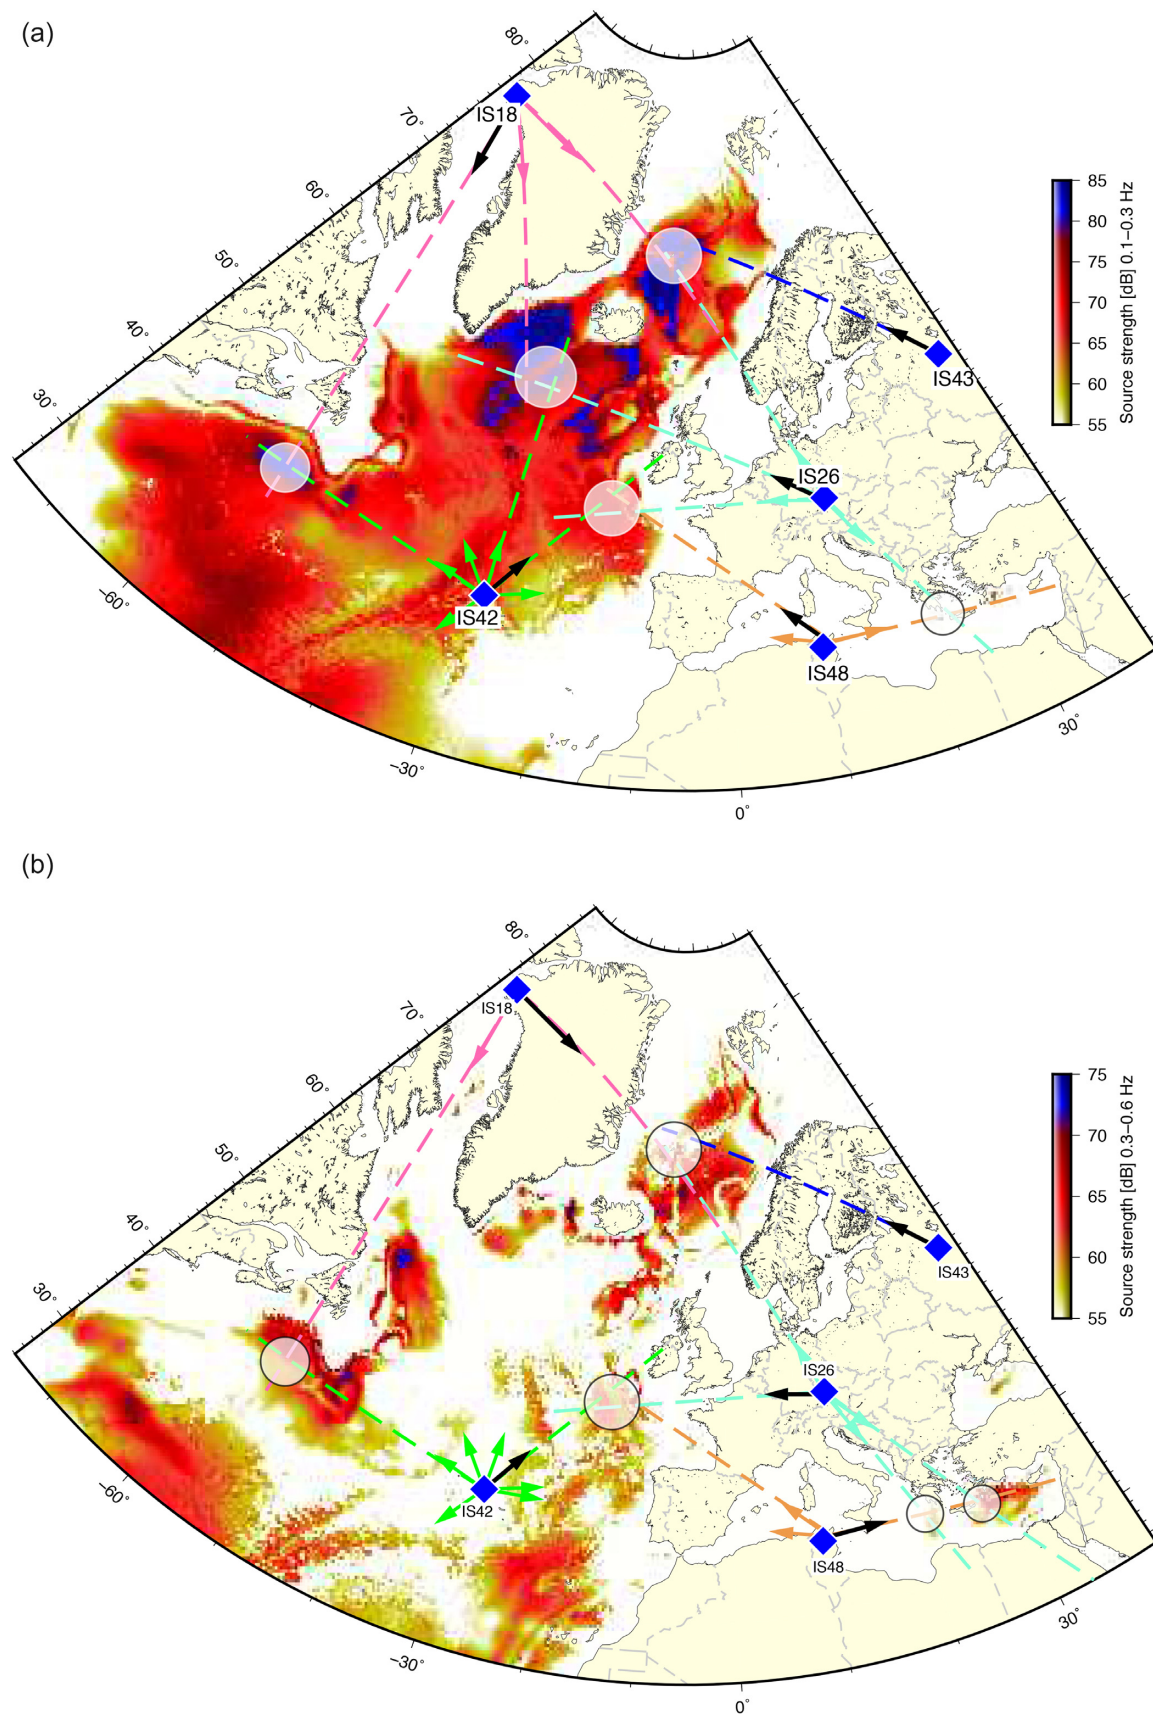 (a)
80°
70°
60°
50°
40°
30°
−60°
−30°
0°
30°
IS18
IS43
IS26
IS42
IS48
85
80
75
70
65
60
55
Source strength [dB] 0.1–0.3 Hz
(b)
80°
70°
60°
50°
40°
30°
−60°
−30°
0°
30°
IS18
IS43
IS26
IS42
IS48
75
70
65
60
55
Source strength [dB] 0.3–0.6 Hz